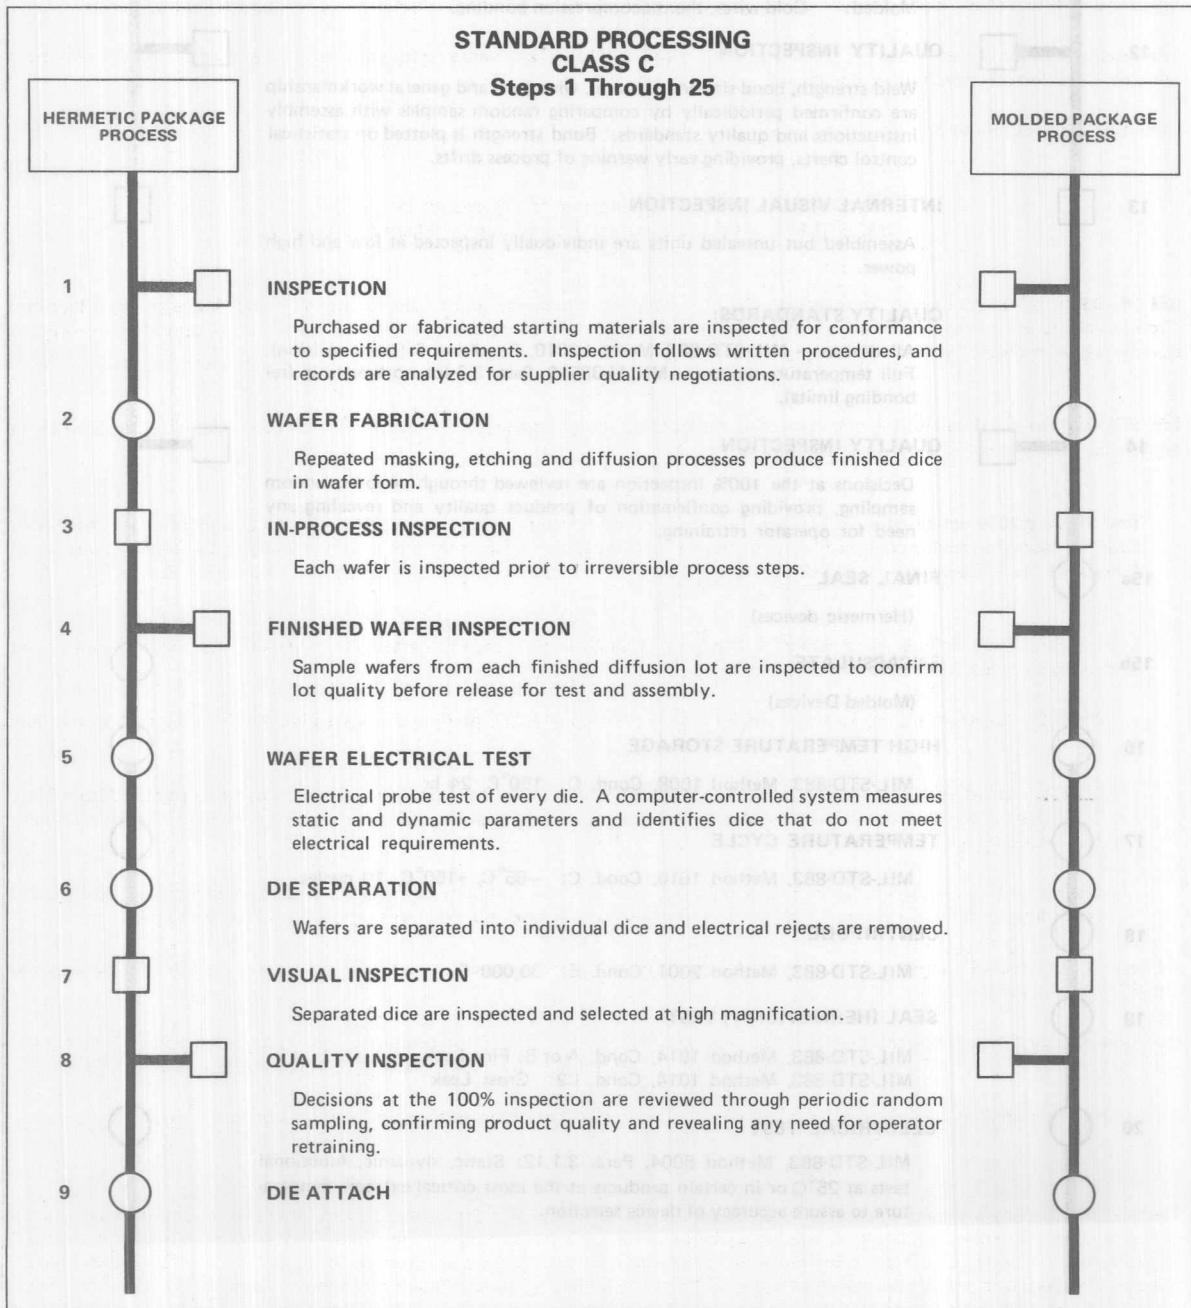 STANDARD PROCESSING
CLASS C
Steps 1 Through 25
HERMETIC PACKAGE
PROCESS
MOLDED PACKAGE
PROCESS
1 INSPECTION
Purchased or fabricated starting materials are inspected for conformance
to specified requirements. Inspection follows written procedures, and
records are analyzed for supplier quality negotiations.
2 WAFER FABRICATION
Repeated masking, etching and diffusion processes produce finished dice
in wafer form.
3 IN-PROCESS INSPECTION
Each wafer is inspected prior to irreversible process steps.
4 FINISHED WAFER INSPECTION
Sample wafers from each finished diffusion lot are inspected to confirm
lot quality before release for test and assembly.
5 WAFER ELECTRICAL TEST
Electrical probe test of every die. A computer-controlled system measures
static and dynamic parameters and identifies dice that do not meet
electrical requirements.
6 DIE SEPARATION
Wafers are separated into individual dice and electrical rejects are removed.
7 VISUAL INSPECTION
Separated dice are inspected and selected at high magnification.
8 QUALITY INSPECTION
Decisions at the 100% inspection are reviewed through periodic random
sampling, confirming product quality and revealing any need for operator
retraining.
9 DIE ATTACH